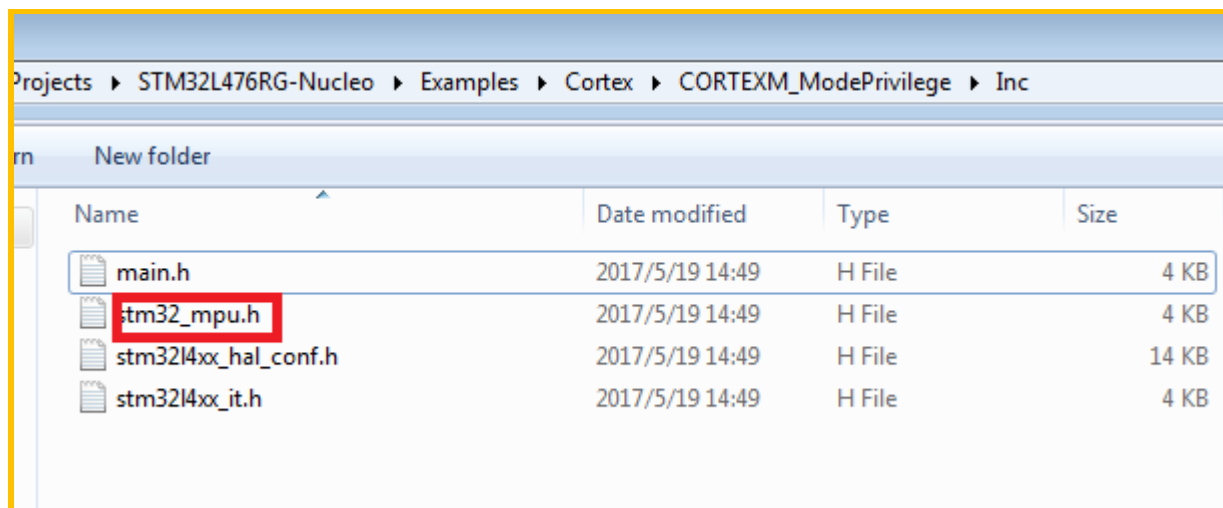 Projects ▸ STM32L476RG-Nucleo ▸ Examples ▸ Cortex ▸ CORTEXM_ModePrivilege ▸ Inc
rn New folder
Name Date modified Type Size
main.h 2017/5/19 14:49 H File 4 KB
stm32_mpu.h 2017/5/19 14:49 H File 4 KB
stm32l4xx_hal_conf.h 2017/5/19 14:49 H File 14 KB
stm32l4xx_it.h 2017/5/19 14:49 H File 4 KB